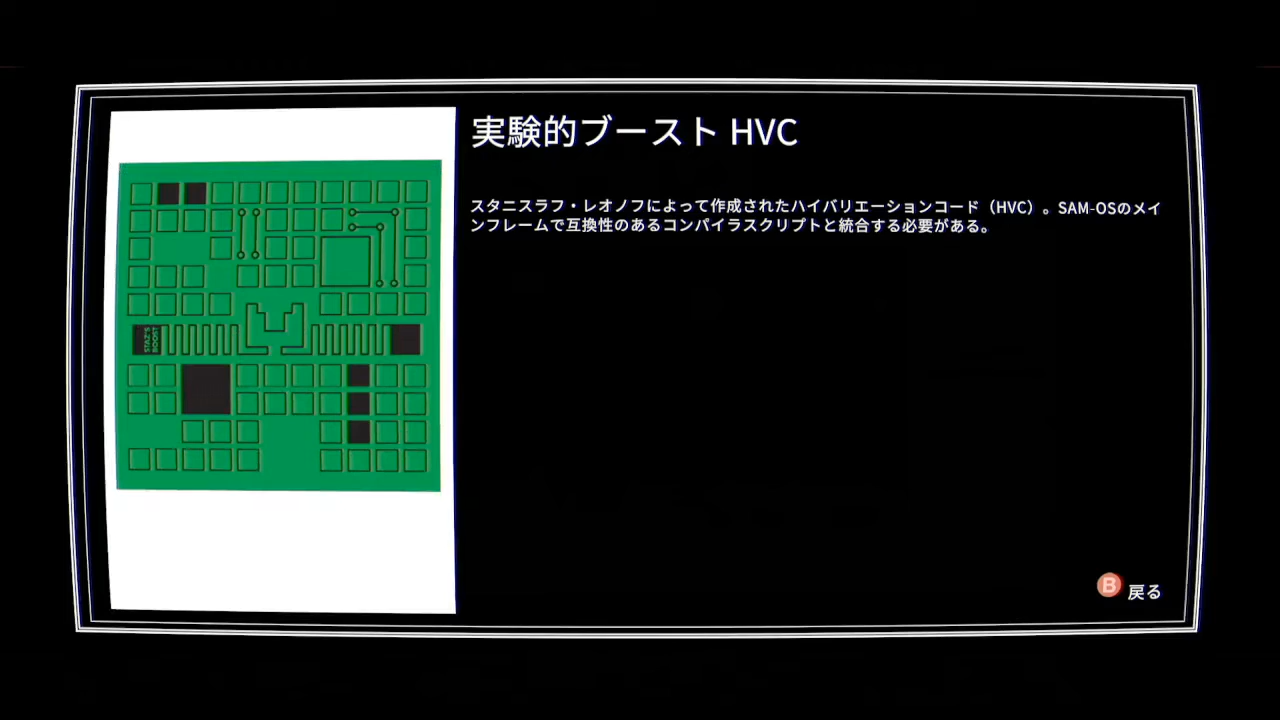 実験的ブースト HVC
スタニスラフ・レオノフによって作成されたハイバリエーションコード（HVC）。SAM-OSのメイ
ンフレームで互換性のあるコンパイラスクリプトと統合する必要がある。
STAZ'S
BOOST
B 戻る